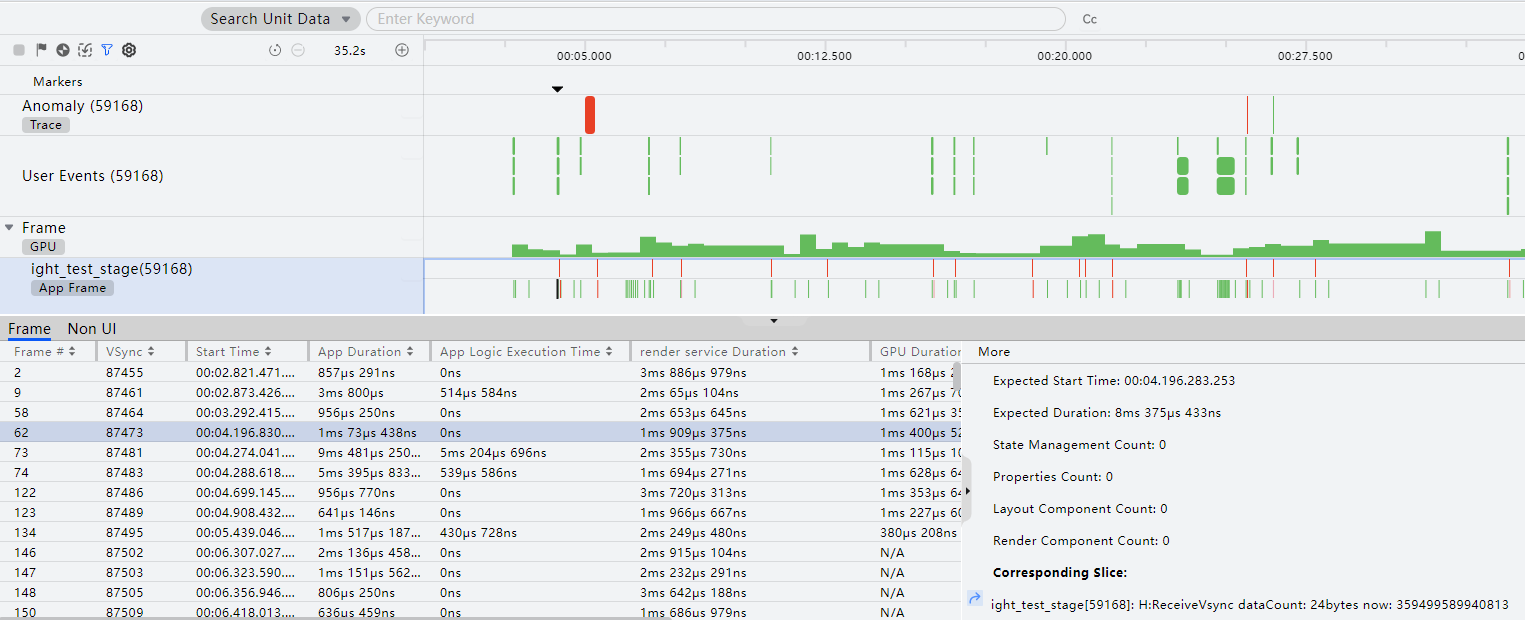 Search Unit Data Enter Keyword Cc
35.2s 00:05.000 00:12.500 00:20.000 00:27.500 0
Markers
Anomaly (59168)
Trace
User Events (59168)
Frame
GPU
ight_test_stage(59168)
App Frame
Frame Non UI
Frame # VSync Start Time App Duration App Logic Execution Time render service Duration GPU Duration
2 87455 00:02.821.471.... 857μs 291ns 0ns 3ms 886μs 979ns 1ms 168μs 2
9 87461 00:02.873.426.... 3ms 800μs 514μs 584ns 2ms 65μs 104ns 1ms 267μs 70
58 87464 00:03.292.415.... 956μs 250ns 0ns 2ms 653μs 645ns 1ms 621μs 35
62 87473 00:04.196.830.... 1ms 73μs 438ns 0ns 1ms 909μs 375ns 1ms 400μs 52
73 87481 00:04.274.041.... 9ms 481μs 250... 5ms 204μs 696ns 2ms 355μs 730ns 1ms 115μs 10
74 87483 00:04.288.618.... 5ms 395μs 833... 539μs 586ns 1ms 694μs 271ns 1ms 628μs 64
122 87486 00:04.699.145.... 956μs 770ns 0ns 3ms 720μs 313ns 1ms 353μs 64
123 87489 00:04.908.432.... 641μs 146ns 0ns 1ms 966μs 667ns 1ms 227μs 60
134 87495 00:05.439.046.... 1ms 517μs 187... 430μs 728ns 2ms 249μs 480ns 380μs 208ns
146 87502 00:06.307.027.... 2ms 136μs 458... 0ns 2ms 915μs 104ns N/A
147 87503 00:06.323.590.... 1ms 151μs 562... 0ns 2ms 232μs 291ns N/A
148 87505 00:06.356.946.... 806μs 250ns 0ns 3ms 642μs 188ns N/A
150 87509 00:06.418.013.... 636μs 459ns 0ns 1ms 686μs 979ns N/A
More
Expected Start Time: 00:04.196.283.253
Expected Duration: 8ms 375μs 433ns
State Management Count: 0
Properties Count: 0
Layout Component Count: 0
Render Component Count: 0
Corresponding Slice:
ight_test_stage[59168]: H:ReceiveVsync dataCount: 24bytes now: 359499589940813